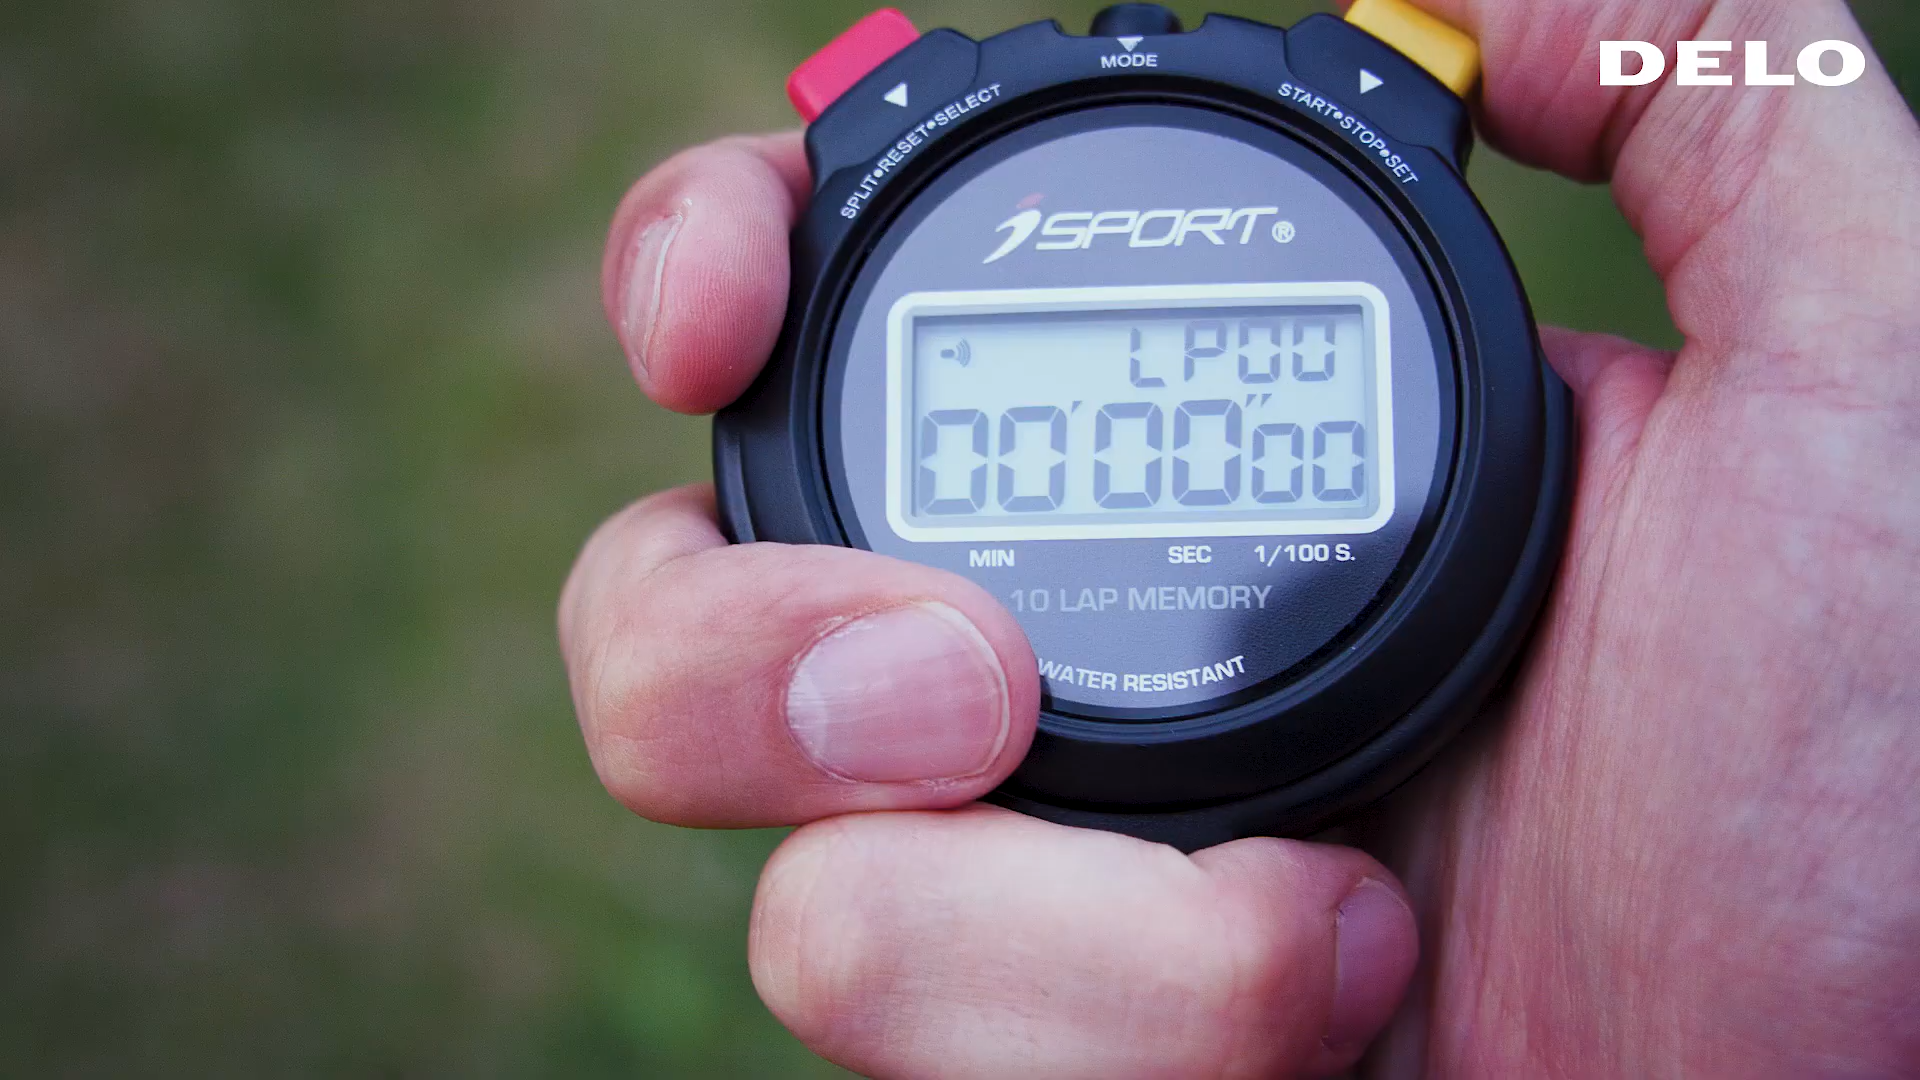 DELO
MODE
SPLIT•RESET•SELECT
START•STOP•SET
iSPORT®
LP00
00'00"00
MIN SEC 1/100 S.
10 LAP MEMORY
WATER RESISTANT